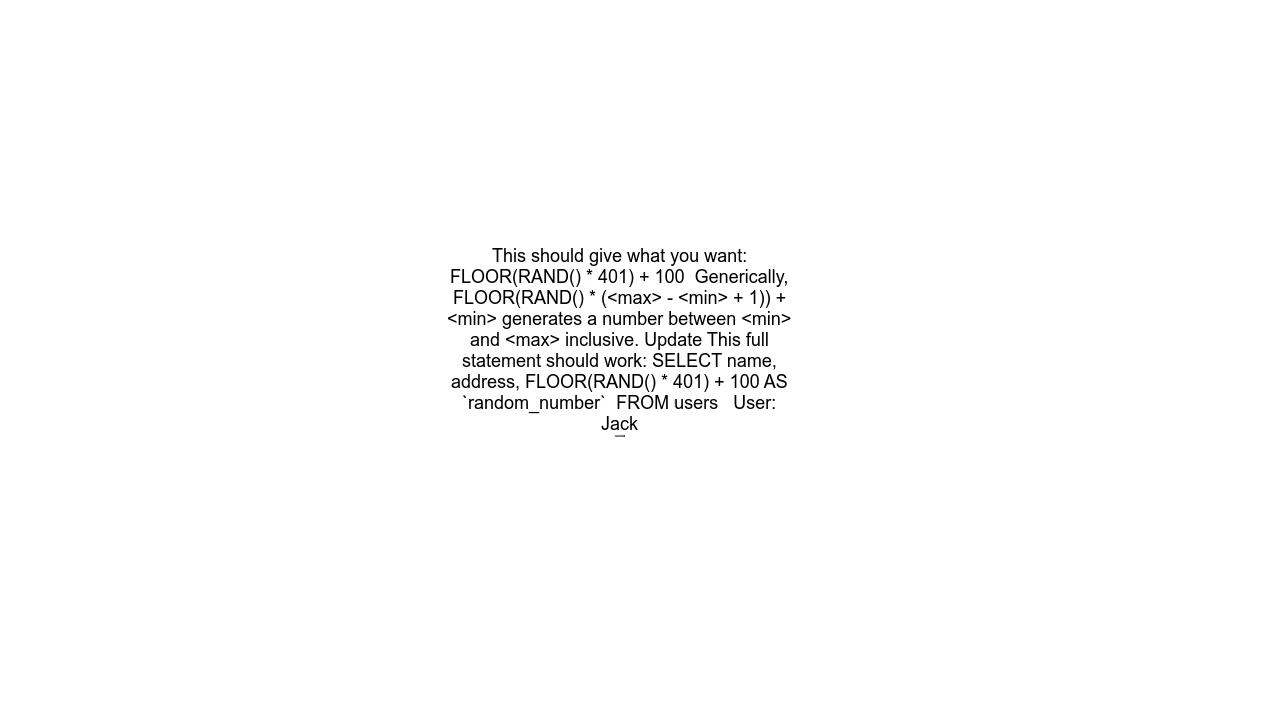 This should give what you want:
FLOOR(RAND() * 401) + 100  Generically,
FLOOR(RAND() * (<max> - <min> + 1)) +
<min> generates a number between <min>
and <max> inclusive. Update This full
statement should work: SELECT name,
address, FLOOR(RAND() * 401) + 100 AS
`random_number`  FROM users   User:
Jack